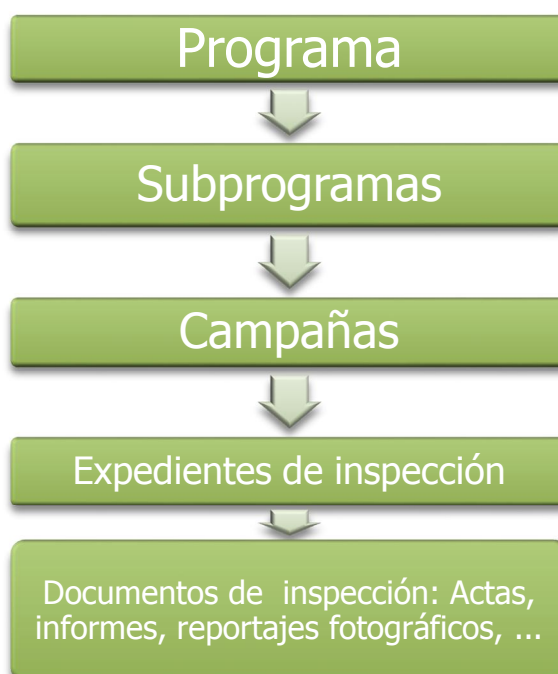 Programa
Subprogramas
Campañas
Expedientes de inspección
Documentos de inspección: Actas,
informes, reportajes fotográficos, ...